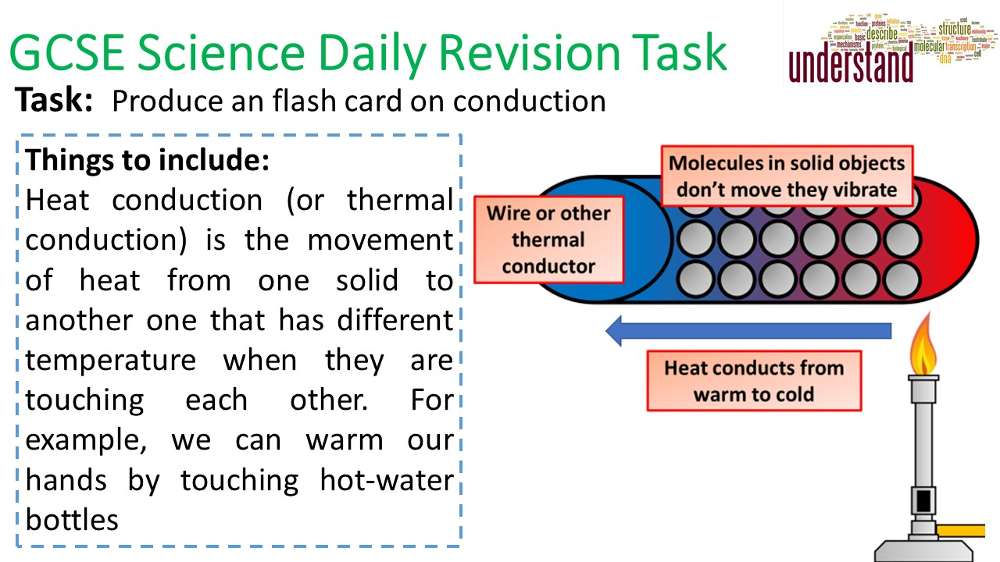 GCSE Science Daily Revision Task
understand
describe
structure
molecular transcription
dna
cell
Task: Produce an flash card on conduction
Things to include:
Heat conduction (or thermal
conduction) is the movement
of heat from one solid to
another one that has different
temperature when they are
touching each other. For
example, we can warm our
hands by touching hot-water
bottles
Molecules in solid objects
don't move they vibrate
Wire or other
thermal
conductor
Heat conducts from
warm to cold